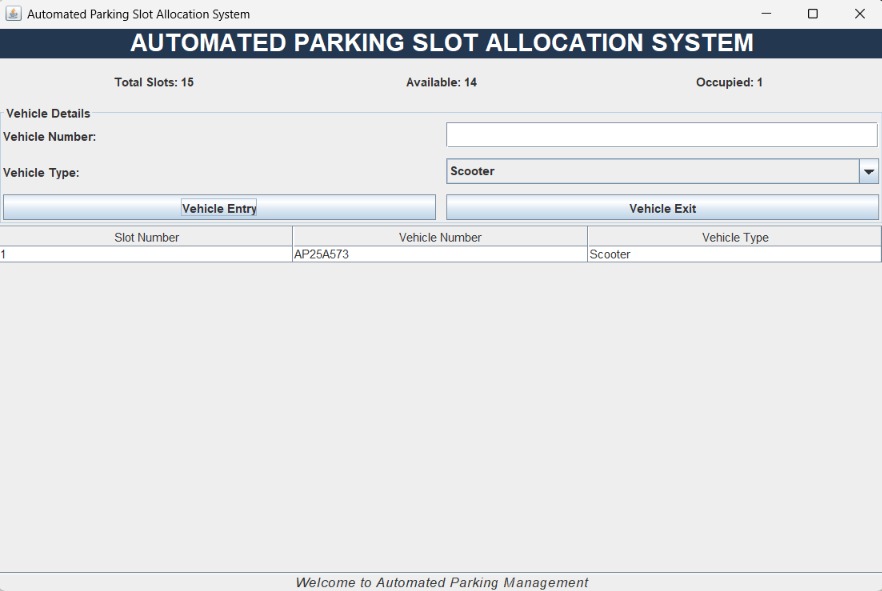 Automated Parking Slot Allocation System
AUTOMATED PARKING SLOT ALLOCATION SYSTEM
Total Slots: 15 Available: 14 Occupied: 1
Vehicle Details
Vehicle Number:
Vehicle Type: Scooter
Vehicle Entry Vehicle Exit
Slot Number Vehicle Number Vehicle Type
1 AP25A573 Scooter
Welcome to Automated Parking Management